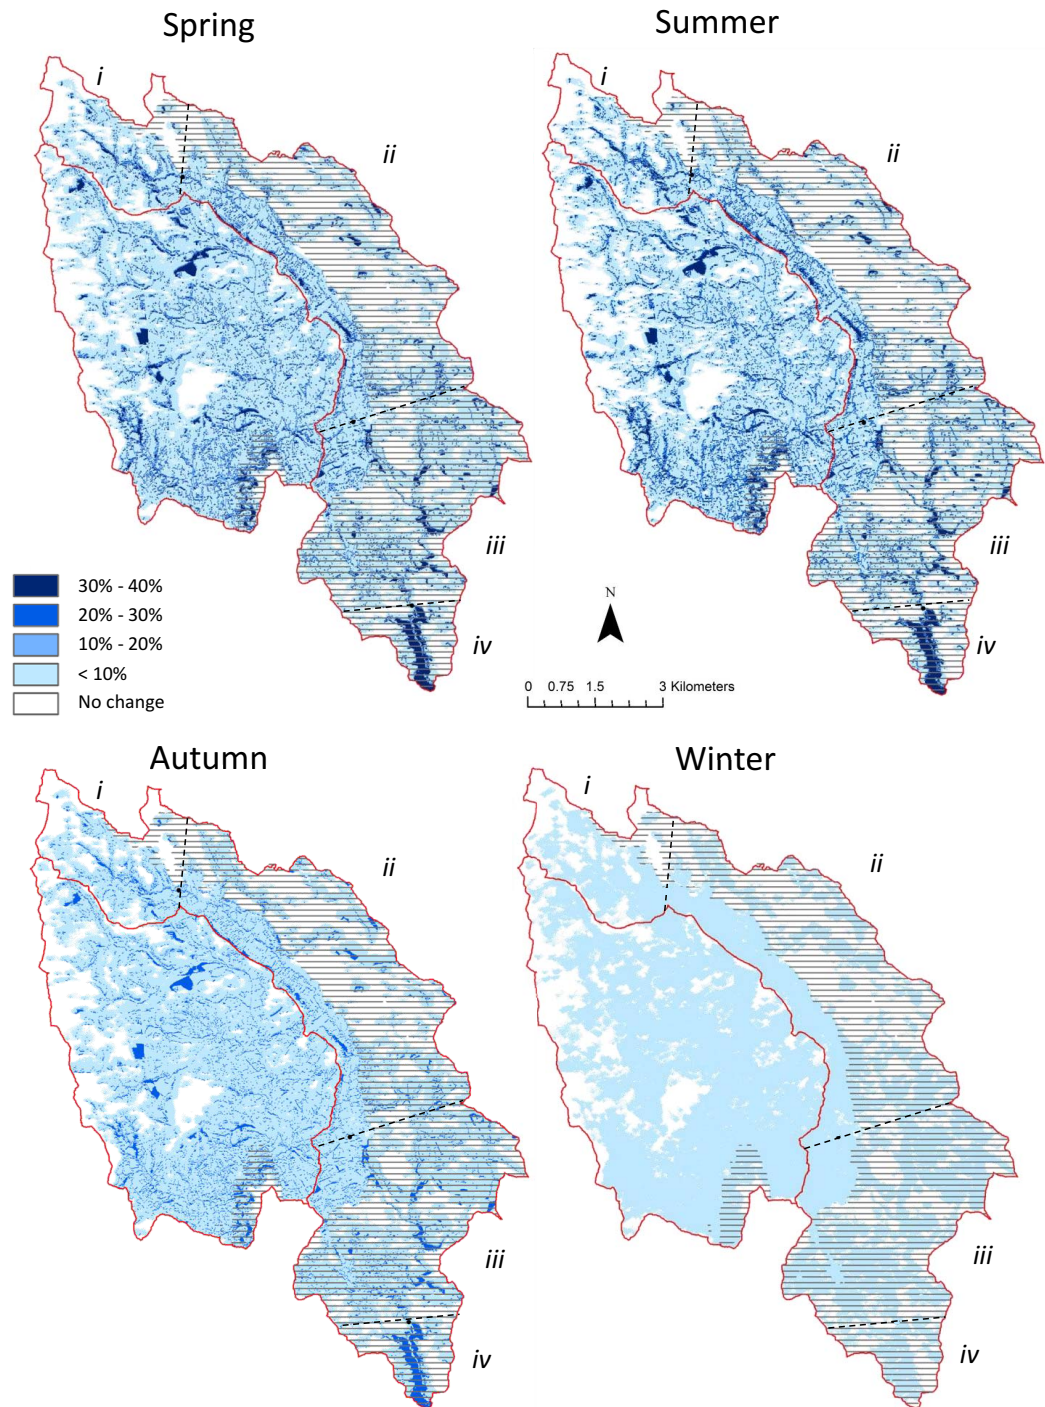 Spring
Summer
i
ii
iii
iv
i
ii
iii
iv
30% - 40%
20% - 30%
10% - 20%
< 10%
No change
N
0 0.75 1.5 3 Kilometers
Autumn
Winter
i
ii
iii
iv
i
ii
iii
iv